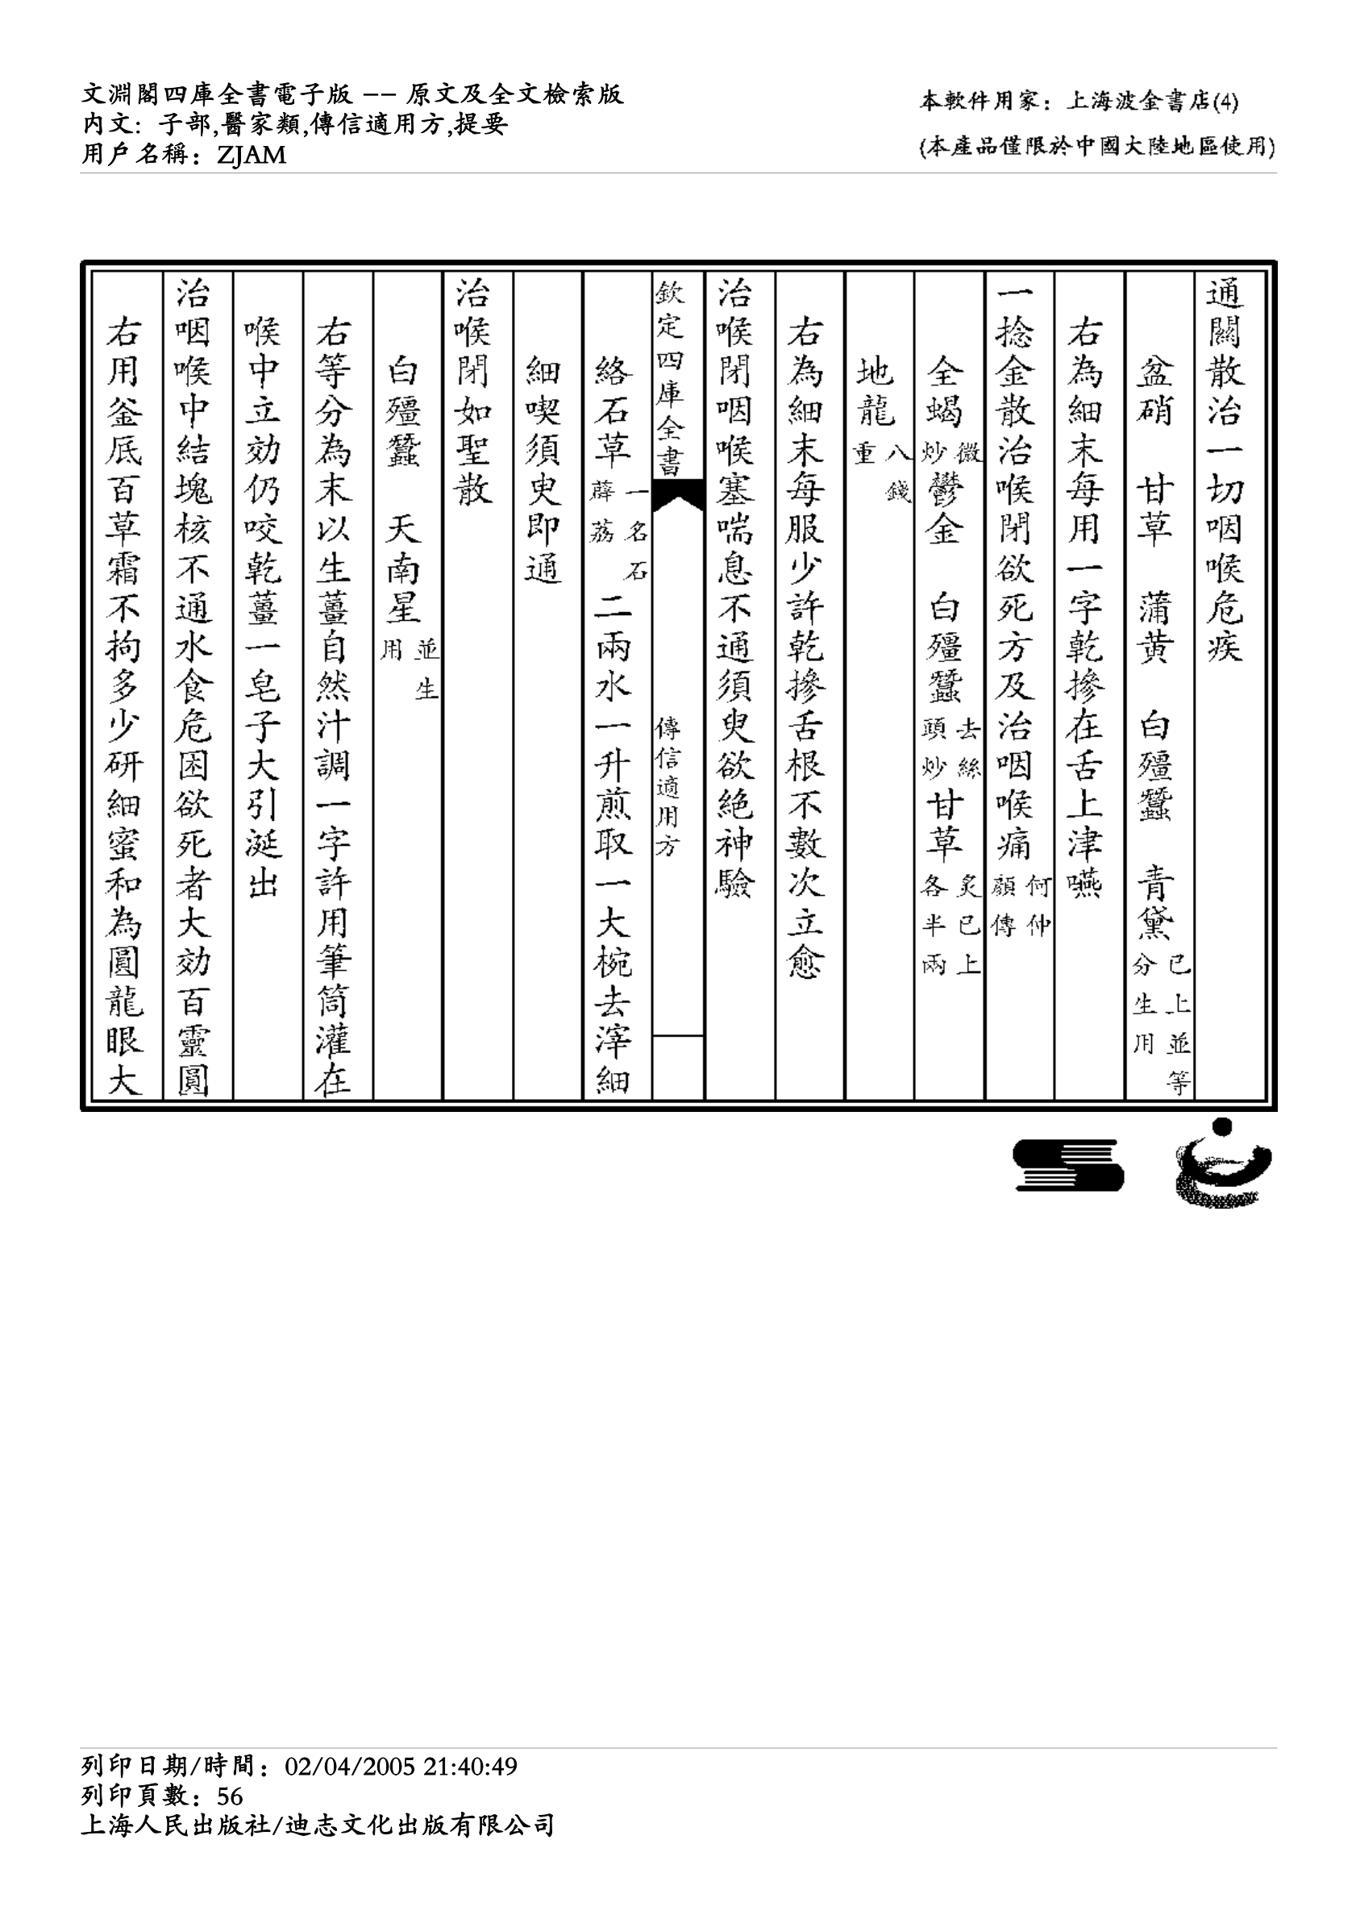 文淵閣四庫全書電子版 -- 原文及全文檢索版
內文: 子部,醫家類,傳信適用方,提要
用戶名稱: ZJAM
本軟件用家: 上海波金書店(4)
(本產品僅限於中國大陸地區使用)
通關散治一切咽喉危疾
盆硝 甘草 蒲黃 白殭蠶 青黛已上並等分生用
右為細末每用一字乾摻在舌上津嚥
一捻金散治喉閉欲死方及治咽喉痛何仲顏傳
全蝎微炒鬱金 白殭蠶去絲頭炒甘草炙已上各半兩
地龍八錢重
右為細末每服少許乾摻舌根不數次立愈
治喉閉咽喉塞喘息不通須臾欲絶神驗
欽定四庫全書 傳信適用方
絡石草一名石薜荔二兩水一升煎取一大椀去滓細
細喫須臾即通
治喉閉如聖散
白殭蠶 天南星並生用
右等分為末以生薑自然汁調一字許用筆筒灌在
喉中立効仍咬乾薑一皂子大引涎出
治咽喉中結塊核不通水食危困欲死者大効百靈圓
右用釜底百草霜不拘多少研細蜜和為圓龍眼大
列印日期/時間: 02/04/2005 21:40:49
列印頁數: 56
上海人民出版社/迪志文化出版有限公司